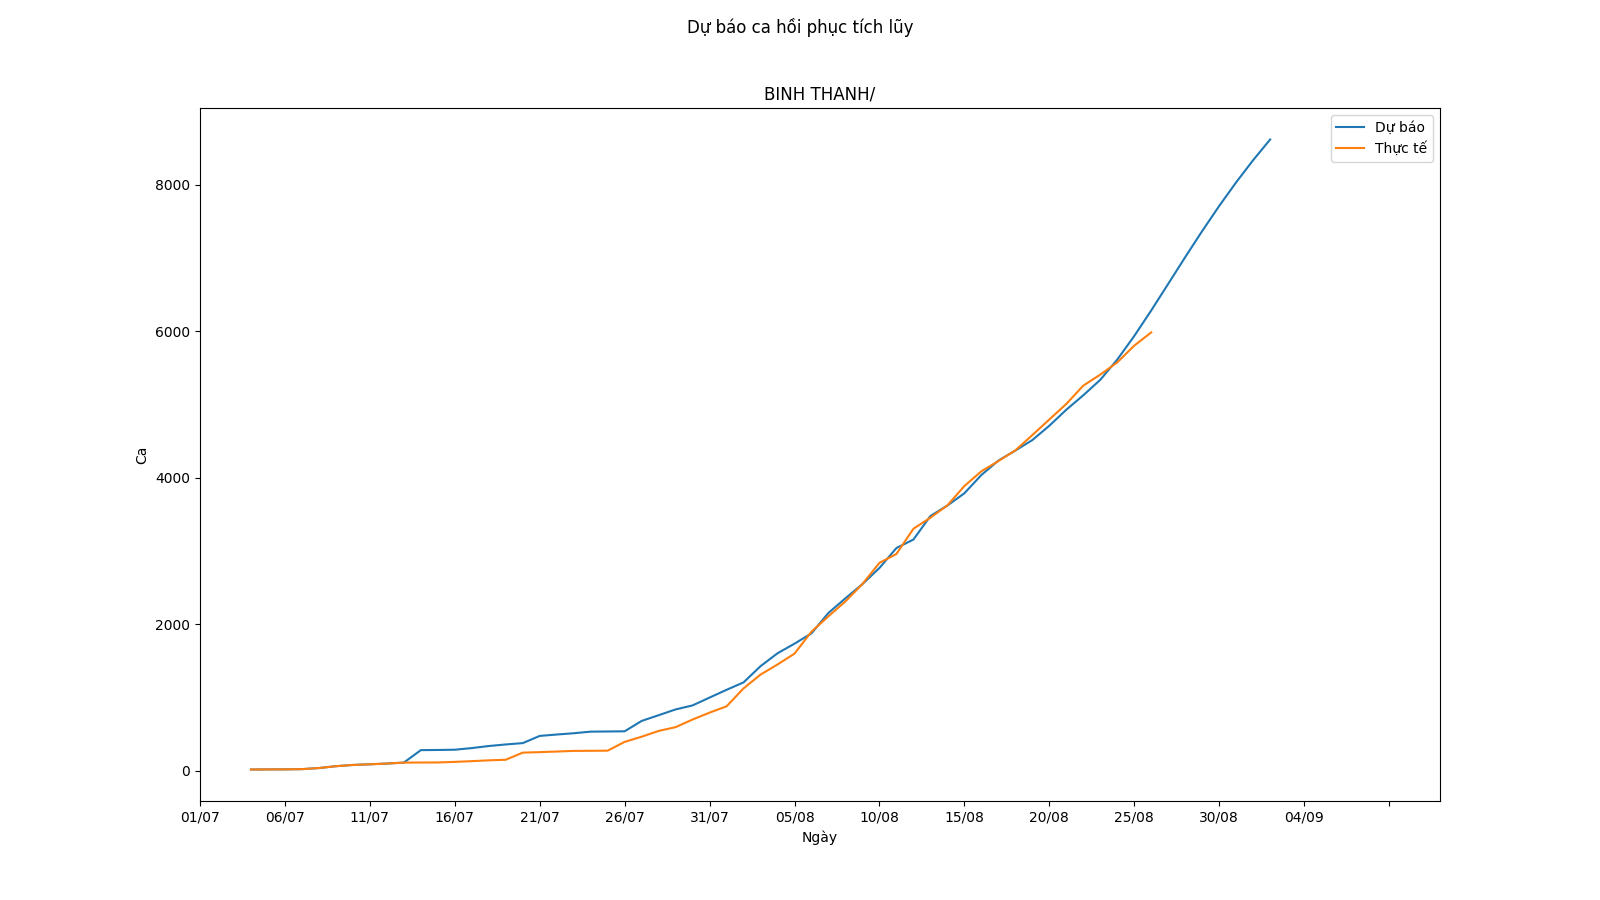 Dự báo ca hồi phục tích lũy
BINH THANH/
Dự báo
Thực tế
8000
6000
4000
2000
0
Ca
01/07 06/07 11/07 16/07 21/07 26/07 31/07 05/08 10/08 15/08 20/08 25/08 30/08 04/09
Ngày